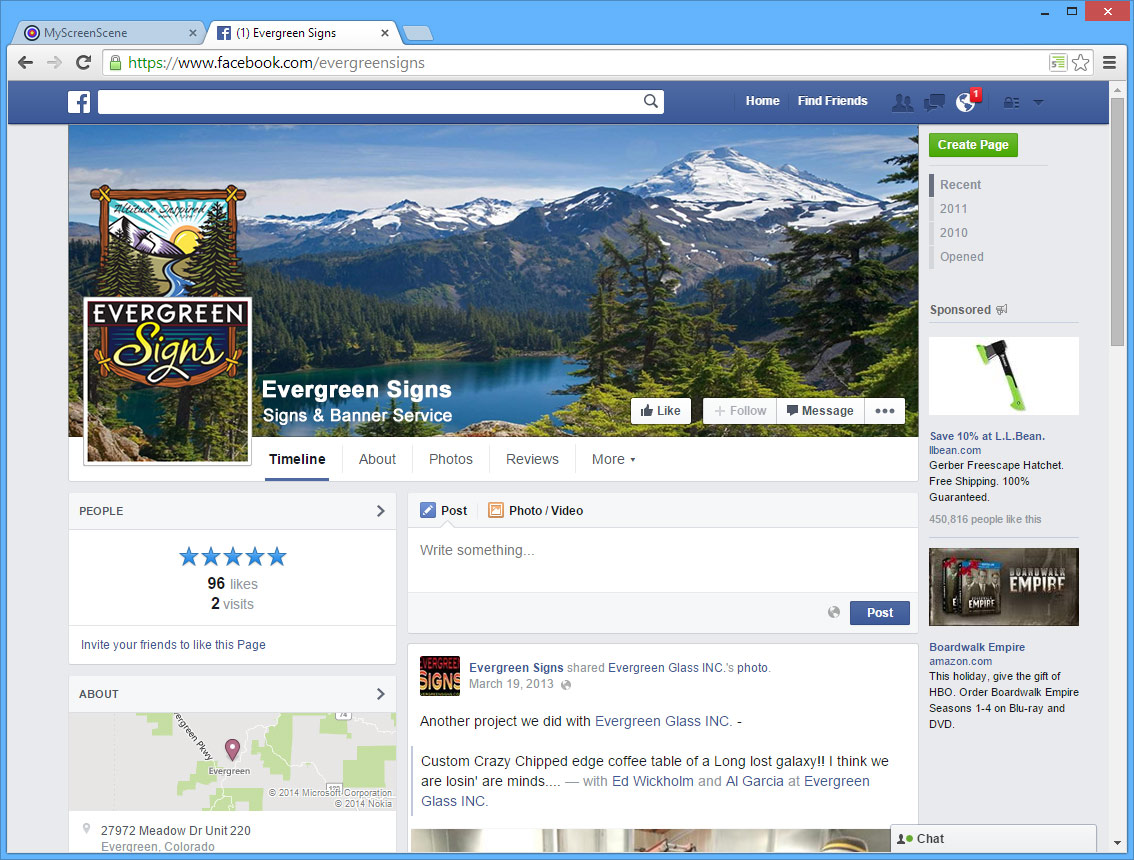 MyScreenScene
(1) Evergreen Signs
https://www.facebook.com/evergreensigns
Home
Find Friends
1
Altitude Inspired
EVERGREEN
Signs
Evergreen Signs
Signs & Banner Service
Like
Follow
Message
Timeline
About
Photos
Reviews
More
Create Page
Recent
2011
2010
Opened
Sponsored
Save 10% at L.L.Bean.
llbean.com
Gerber Freescape Hatchet.
Free Shipping. 100%
Guaranteed.
450,816 people like this
BOARDWALK
EMPIRE
BOARDWALK
EMPIRE
Boardwalk Empire
amazon.com
This holiday, give the gift of
HBO. Order Boardwalk Empire
Seasons 1-4 on Blu-ray and
DVD.
PEOPLE
96 likes
2 visits
Invite your friends to like this Page
ABOUT
74
Evergreen Pkwy
Evergreen
© 2014 Microsoft Corporation
© 2014 Nokia
27972 Meadow Dr Unit 220
Evergreen, Colorado
Post
Photo / Video
Write something...
Post
EVERGREEN
SIGNS
Evergreen Signs shared Evergreen Glass INC.'s photo.
March 19, 2013
Another project we did with Evergreen Glass INC. -
Custom Crazy Chipped edge coffee table of a Long lost galaxy!! I think we
are losin' are minds.... — with Ed Wickholm and Al Garcia at Evergreen
Glass INC.
Chat